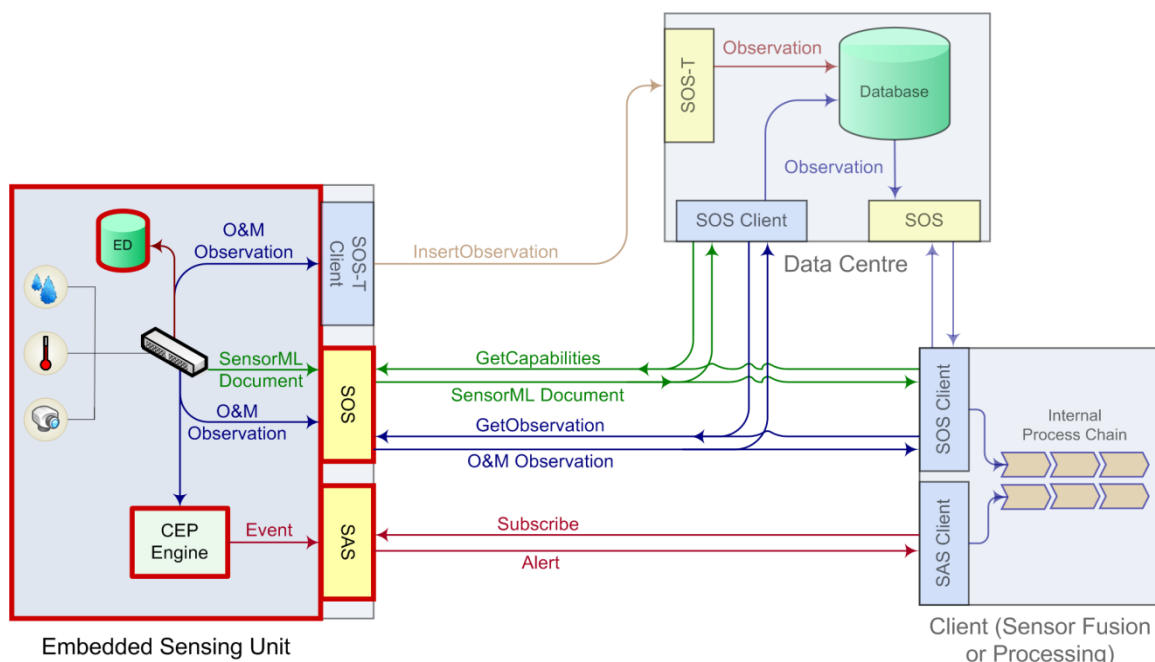 Observation
SOS-T
Database
Observation
SOS Client
SOS
Data Centre
ED
O&M
Observation
SOS-T
Client
InsertObservation
SensorML
Document
O&M
Observation
SOS
GetCapabilities
SensorML Document
GetObservation
O&M Observation
SOS Client
Internal
Process Chain
CEP
Engine
Event
SAS
Subscribe
Alert
SAS Client
Embedded Sensing Unit
Client (Sensor Fusion
or Processing)